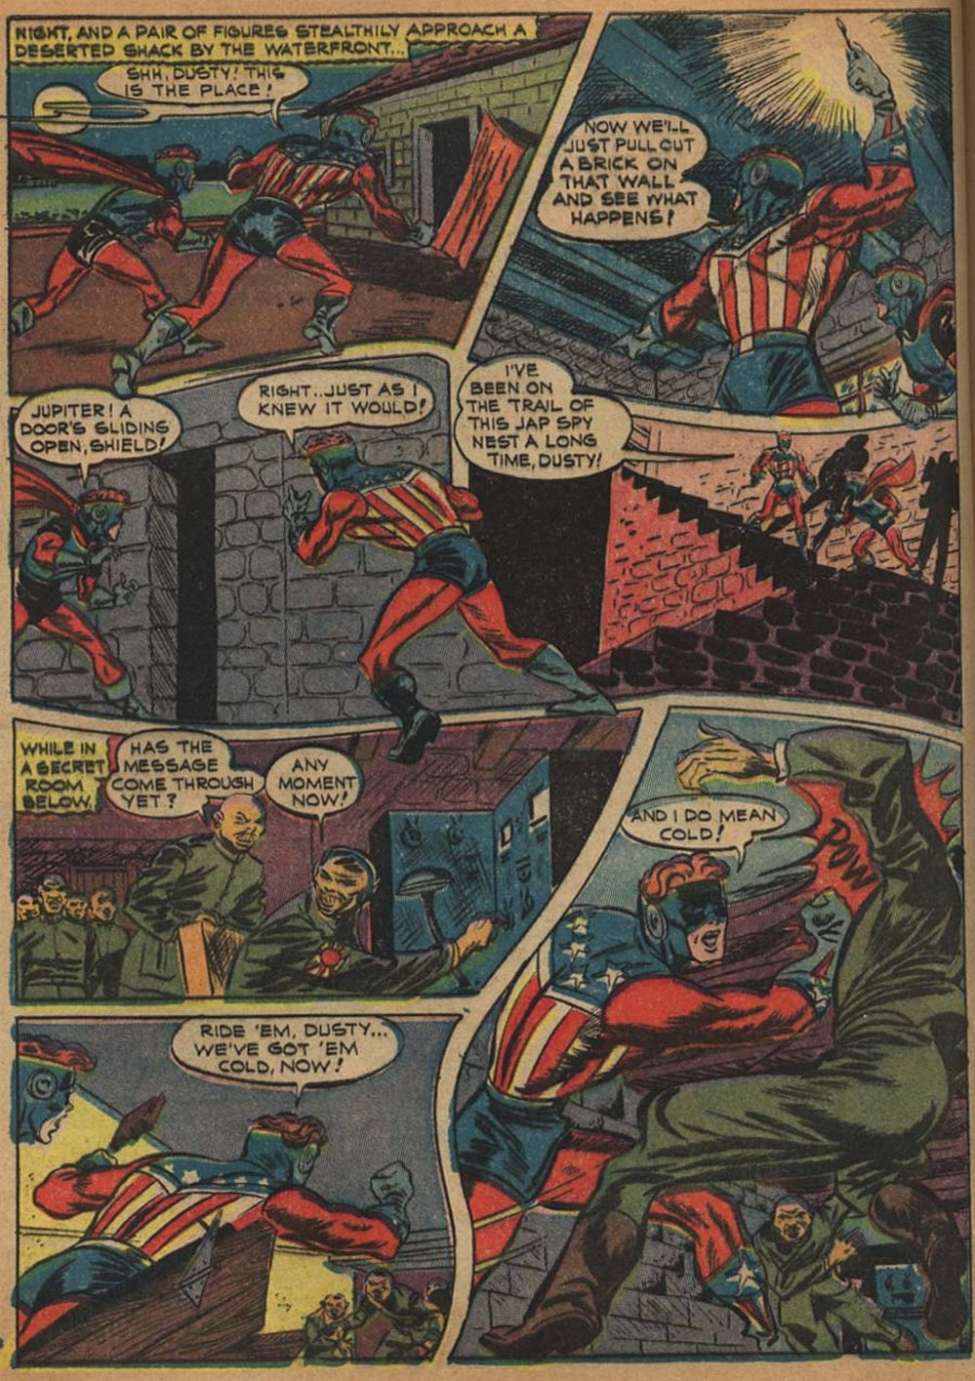 NIGHT, AND A PAIR OF FIGURES STEALTHILY APPROACH A
DESERTED SHACK BY THE WATERFRONT...
SHH, DUSTY! THIS
IS THE PLACE!
NOW WE'LL
JUST PULL OUT
A BRICK ON
THAT WALL
AND SEE WHAT
HAPPENS!
JUPITER! A
DOOR'S SLIDING
OPEN, SHIELD!
RIGHT...JUST AS I
KNEW IT WOULD!
I'VE
BEEN ON
THE TRAIL OF
THIS JAP SPY
NEST A LONG
TIME, DUSTY!
WHILE IN
A SECRET
ROOM
BELOW.
HAS THE
MESSAGE
COME THROUGH
YET?
ANY
MOMENT
NOW!
RIDE 'EM, DUSTY...
WE'VE GOT 'EM
COLD, NOW!
AND I DO MEAN
COLD!
POW